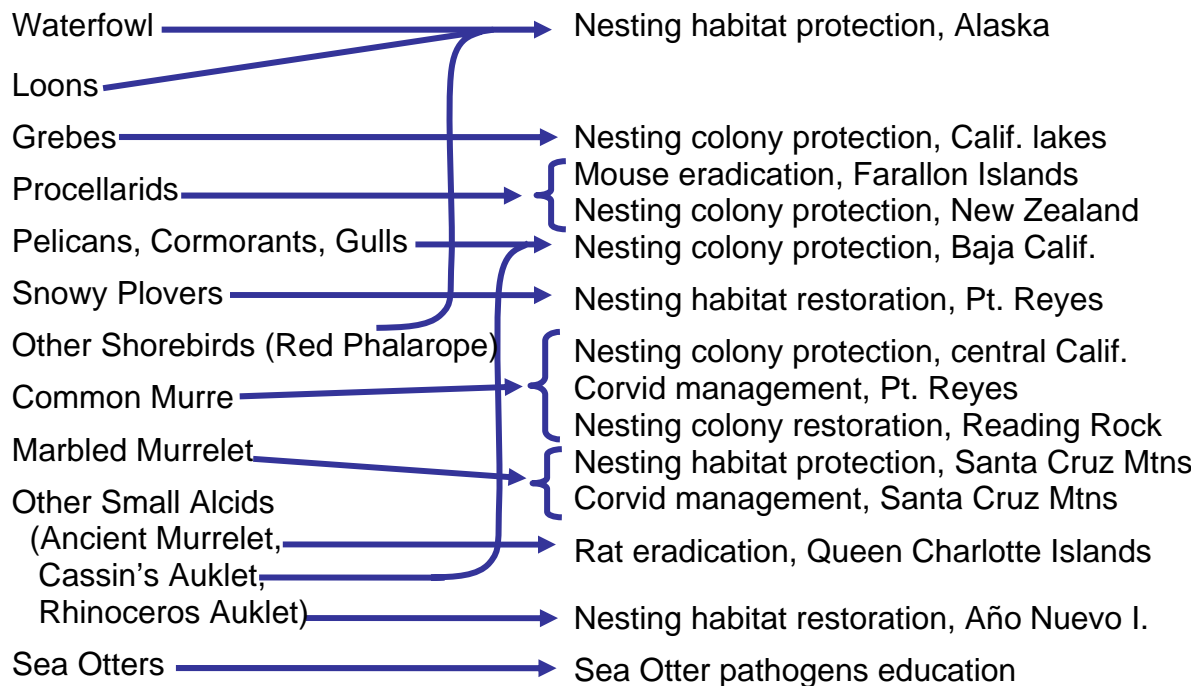 Waterfowl
Loons
Grebes
Procellarids
Pelicans, Cormorants, Gulls
Snowy Plovers
Other Shorebirds (Red Phalarope)
Common Murre
Marbled Murrelet
Other Small Alcids
(Ancient Murrelet,
Cassin’s Auklet,
Rhinoceros Auklet)
Sea Otters
Nesting habitat protection, Alaska
Nesting colony protection, Calif. lakes
Mouse eradication, Farallon Islands
Nesting colony protection, New Zealand
Nesting colony protection, Baja Calif.
Nesting habitat restoration, Pt. Reyes
Nesting colony protection, central Calif.
Corvid management, Pt. Reyes
Nesting colony restoration, Reading Rock
Nesting habitat protection, Santa Cruz Mtns
Corvid management, Santa Cruz Mtns
Rat eradication, Queen Charlotte Islands
Nesting habitat restoration, Año Nuevo I.
Sea Otter pathogens education